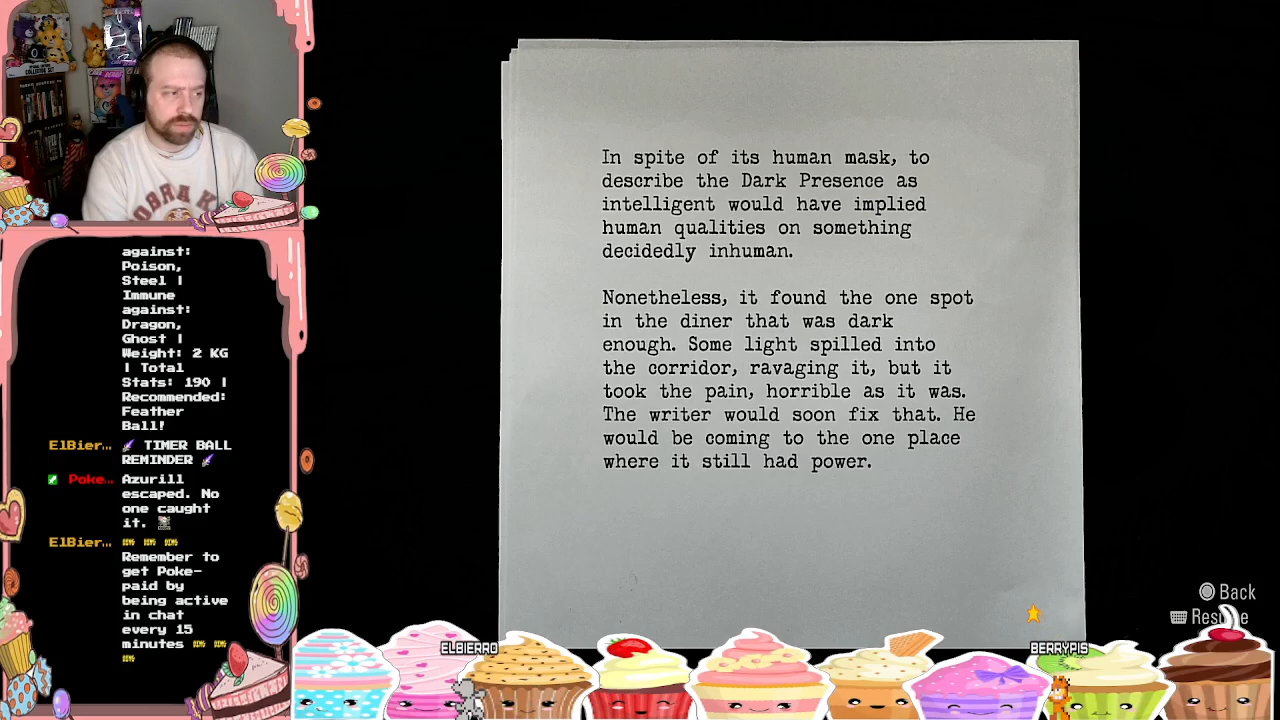 against:
Poison,
Steel |
Immune
against:
Dragon,
Ghost |
Weight: 2 KG
| Total
Stats: 190 |
Recommended:
Feather
Ball!
ElBier... TIMER BALL
REMINDER
Poke... Azurill
escaped. No
one caught
it.
ElBier...
Remember to
get Poke-
paid by
being active
in chat
every 15
minutes
In spite of its human mask, to
describe the Dark Presence as
intelligent would have implied
human qualities on something
decidedly inhuman.
Nonetheless, it found the one spot
in the diner that was dark
enough. Some light spilled into
the corridor, ravaging it, but it
took the pain, horrible as it was.
The writer would soon fix that. He
would be coming to the one place
where it still had power.
Back
Resume
ELBIERRO
BERRYPIS